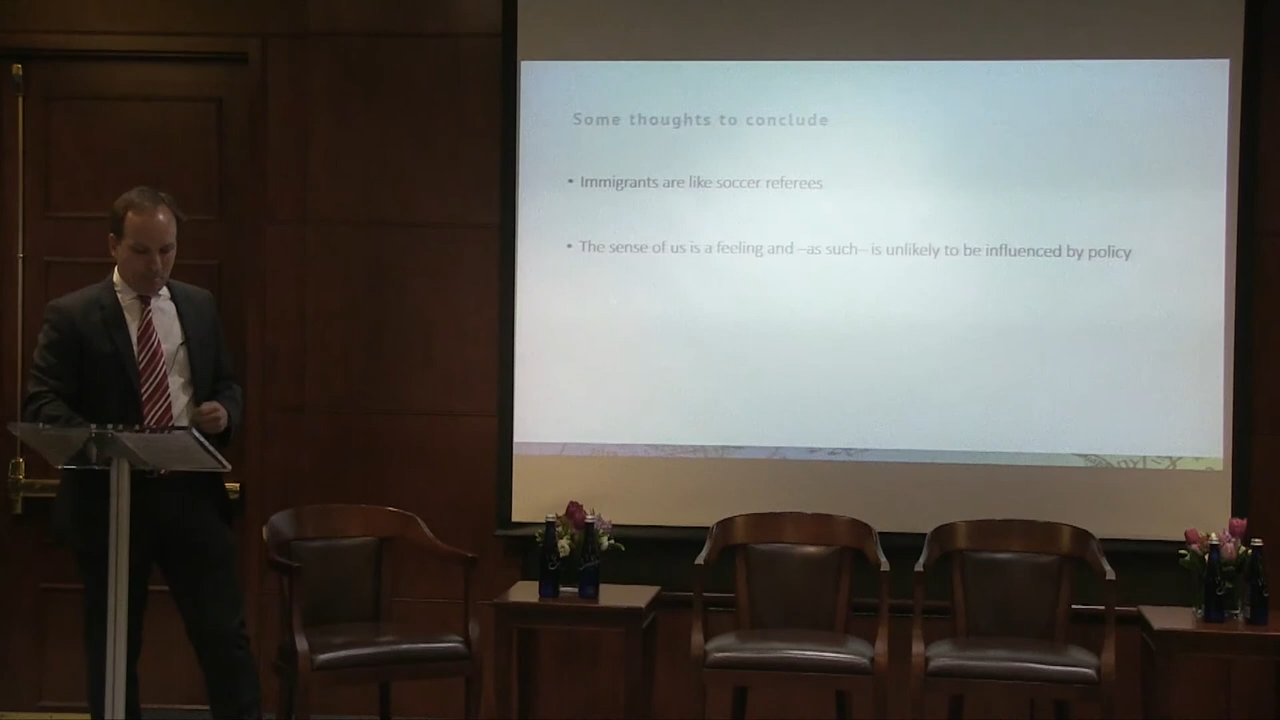 Some thoughts to conclude
• Immigrants are like soccer referees
• The sense of us is a feeling and –as such– is unlikely to be influenced by policy